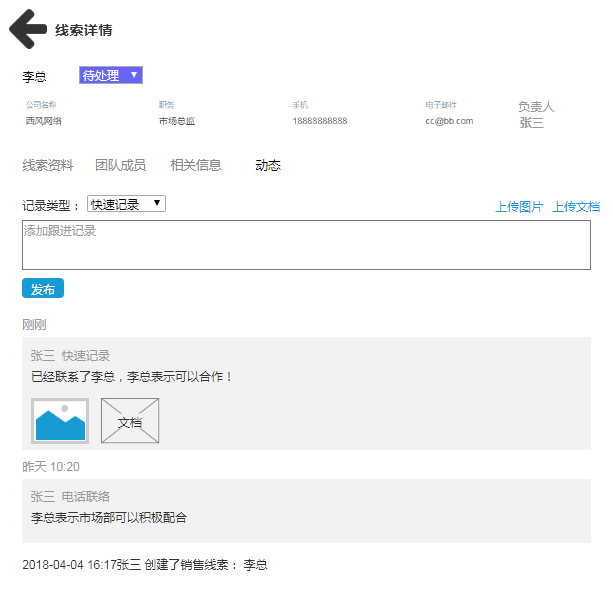 线索详情
李总 待处理 ▼
公司名称 职务 手机 电子邮件 负责人
西风网络 市场总监 18888888888 cc@bb.com 张三
线索资料 团队成员 相关信息 动态
记录类型： 快速记录 ▼ 上传图片 上传文档
添加跟进记录
发布
刚刚
张三 快速记录
已经联系了李总，李总表示可以合作！
文档
昨天 10:20
张三 电话联络
李总表示市场部可以积极配合
2018-04-04 16:17张三 创建了销售线索： 李总